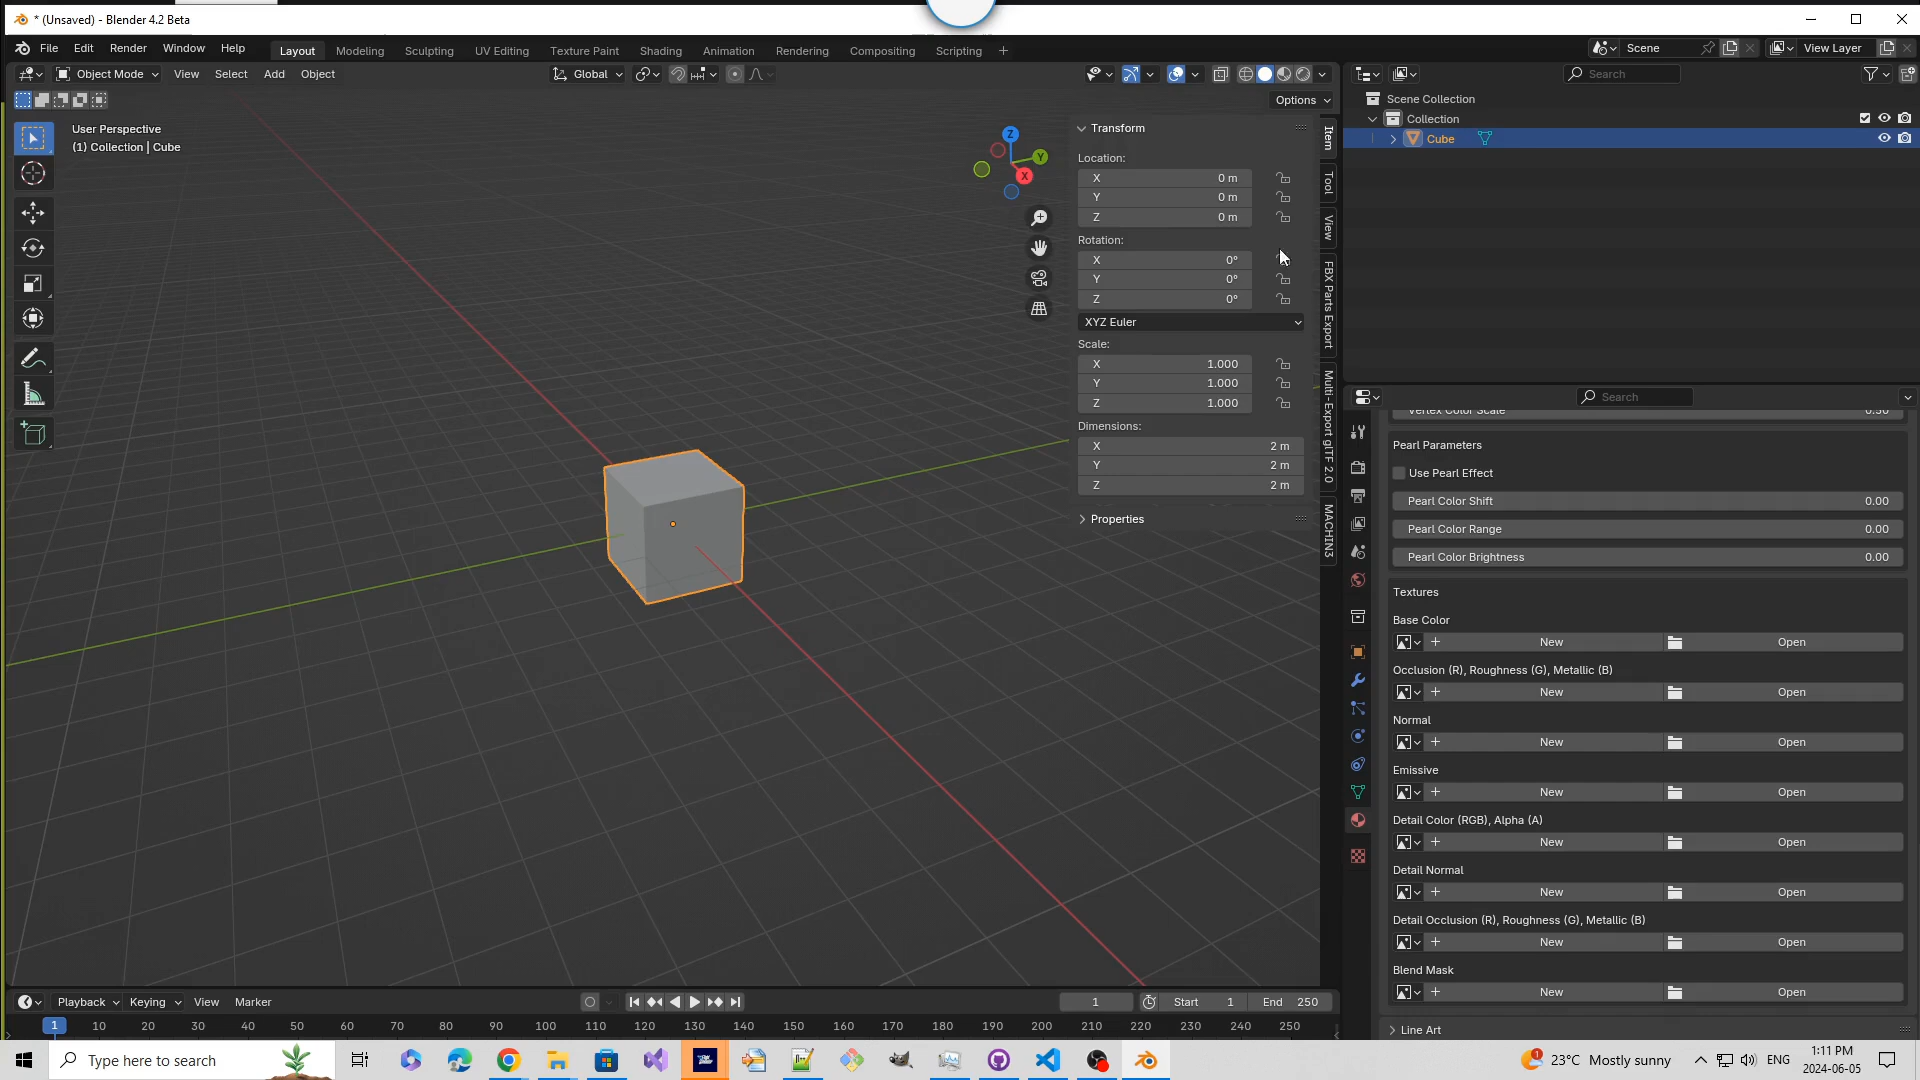 * (Unsaved) - Blender 4.2 Beta
File Edit Render Window Help Layout Modeling Sculpting UV Editing Texture Paint Shading Animation Rendering Compositing Scripting + Scene View Layer
Object Mode View Select Add Object Global Search
Options
User Perspective
(1) Collection | Cube
Z
Y
X
Transform
Location:
X 0 m
Y 0 m
Z 0 m
Rotation:
X 0°
Y 0°
Z 0°
XYZ Euler
Scale:
X 1.000
Y 1.000
Z 1.000
Dimensions:
X 2 m
Y 2 m
Z 2 m
Properties
Item
Tool
View
FBX Parts Export
Multi-Export glTF 2.0
MACHIN3
Scene Collection
Collection
Cube
Search
Vertex Color Scale 0.50
Pearl Parameters
Use Pearl Effect
Pearl Color Shift 0.00
Pearl Color Range 0.00
Pearl Color Brightness 0.00
Textures
Base Color
New Open
Occlusion (R), Roughness (G), Metallic (B)
New Open
Normal
New Open
Emissive
New Open
Detail Color (RGB), Alpha (A)
New Open
Detail Normal
New Open
Detail Occlusion (R), Roughness (G), Metallic (B)
New Open
Blend Mask
New Open
Line Art
Playback Keying View Marker 1 Start 1 End 250
1 10 20 30 40 50 60 70 80 90 100 110 120 130 140 150 160 170 180 190 200 210 220 230 240 250
Type here to search
1 23°C Mostly sunny ENG
1:11 PM
2024-06-05